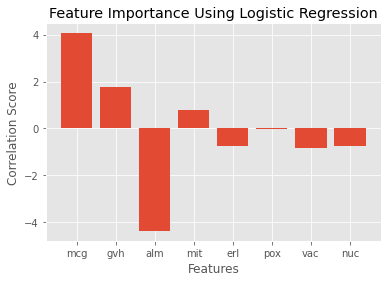 Feature Importance Using Logistic Regression
4
2
0
−2
−4
Correlation Score
mcg gvh alm mit erl pox vac nuc
Features